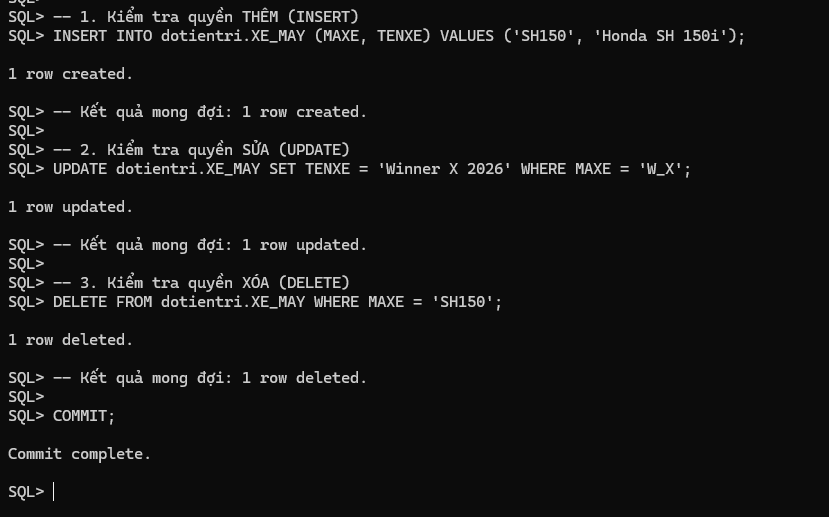 SQL>
SQL> -- 1. Kiểm tra quyền THÊM (INSERT)
SQL> INSERT INTO dotientri.XE_MAY (MAXE, TENXE) VALUES ('SH150', 'Honda SH 150i');
1 row created.
SQL> -- Kết quả mong đợi: 1 row created.
SQL>
SQL> -- 2. Kiểm tra quyền SỬA (UPDATE)
SQL> UPDATE dotientri.XE_MAY SET TENXE = 'Winner X 2026' WHERE MAXE = 'W_X';
1 row updated.
SQL> -- Kết quả mong đợi: 1 row updated.
SQL>
SQL> -- 3. Kiểm tra quyền XÓA (DELETE)
SQL> DELETE FROM dotientri.XE_MAY WHERE MAXE = 'SH150';
1 row deleted.
SQL> -- Kết quả mong đợi: 1 row deleted.
SQL>
SQL> COMMIT;
Commit complete.
SQL>